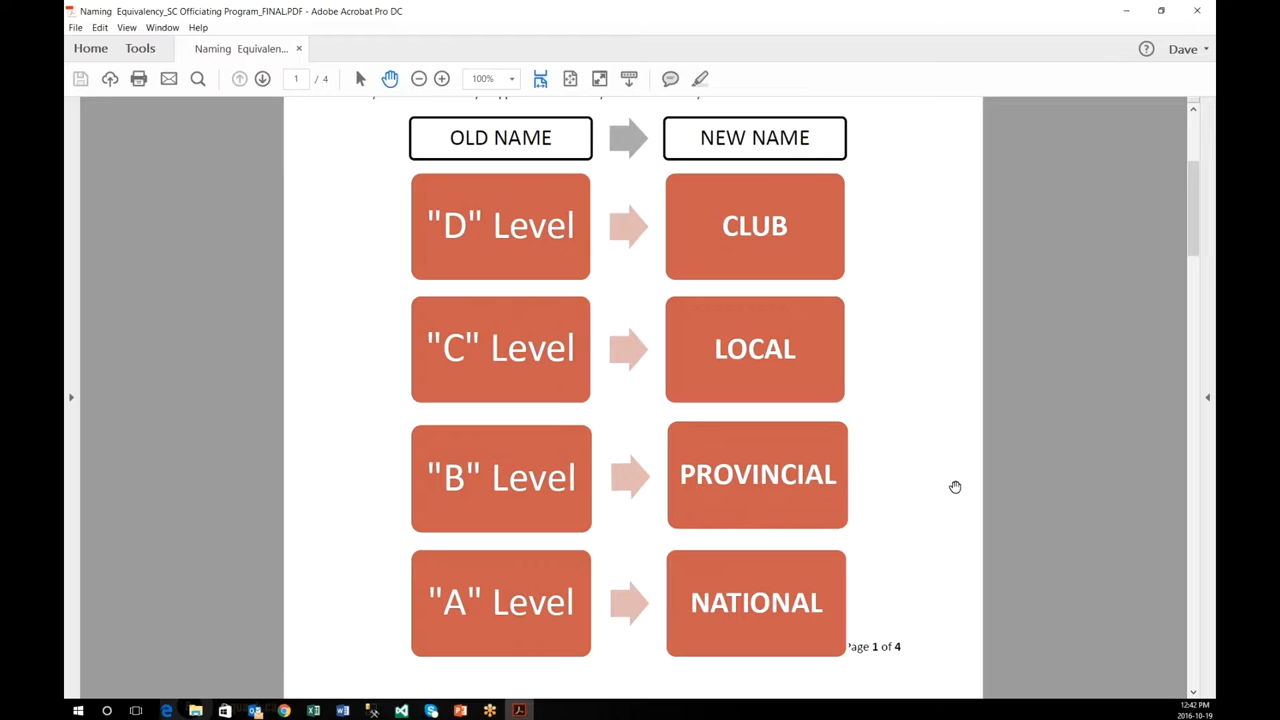 Naming Equivalency_SC Officiating Program_FINAL.PDF - Adobe Acrobat Pro DC
File Edit View Window Help
Home Tools Naming Equivalen... × Dave
1 / 4 100%
OLD NAME NEW NAME
"D" Level CLUB
"C" Level LOCAL
"B" Level PROVINCIAL
"A" Level NATIONAL
Page 1 of 4
12:42 PM
2016-10-19